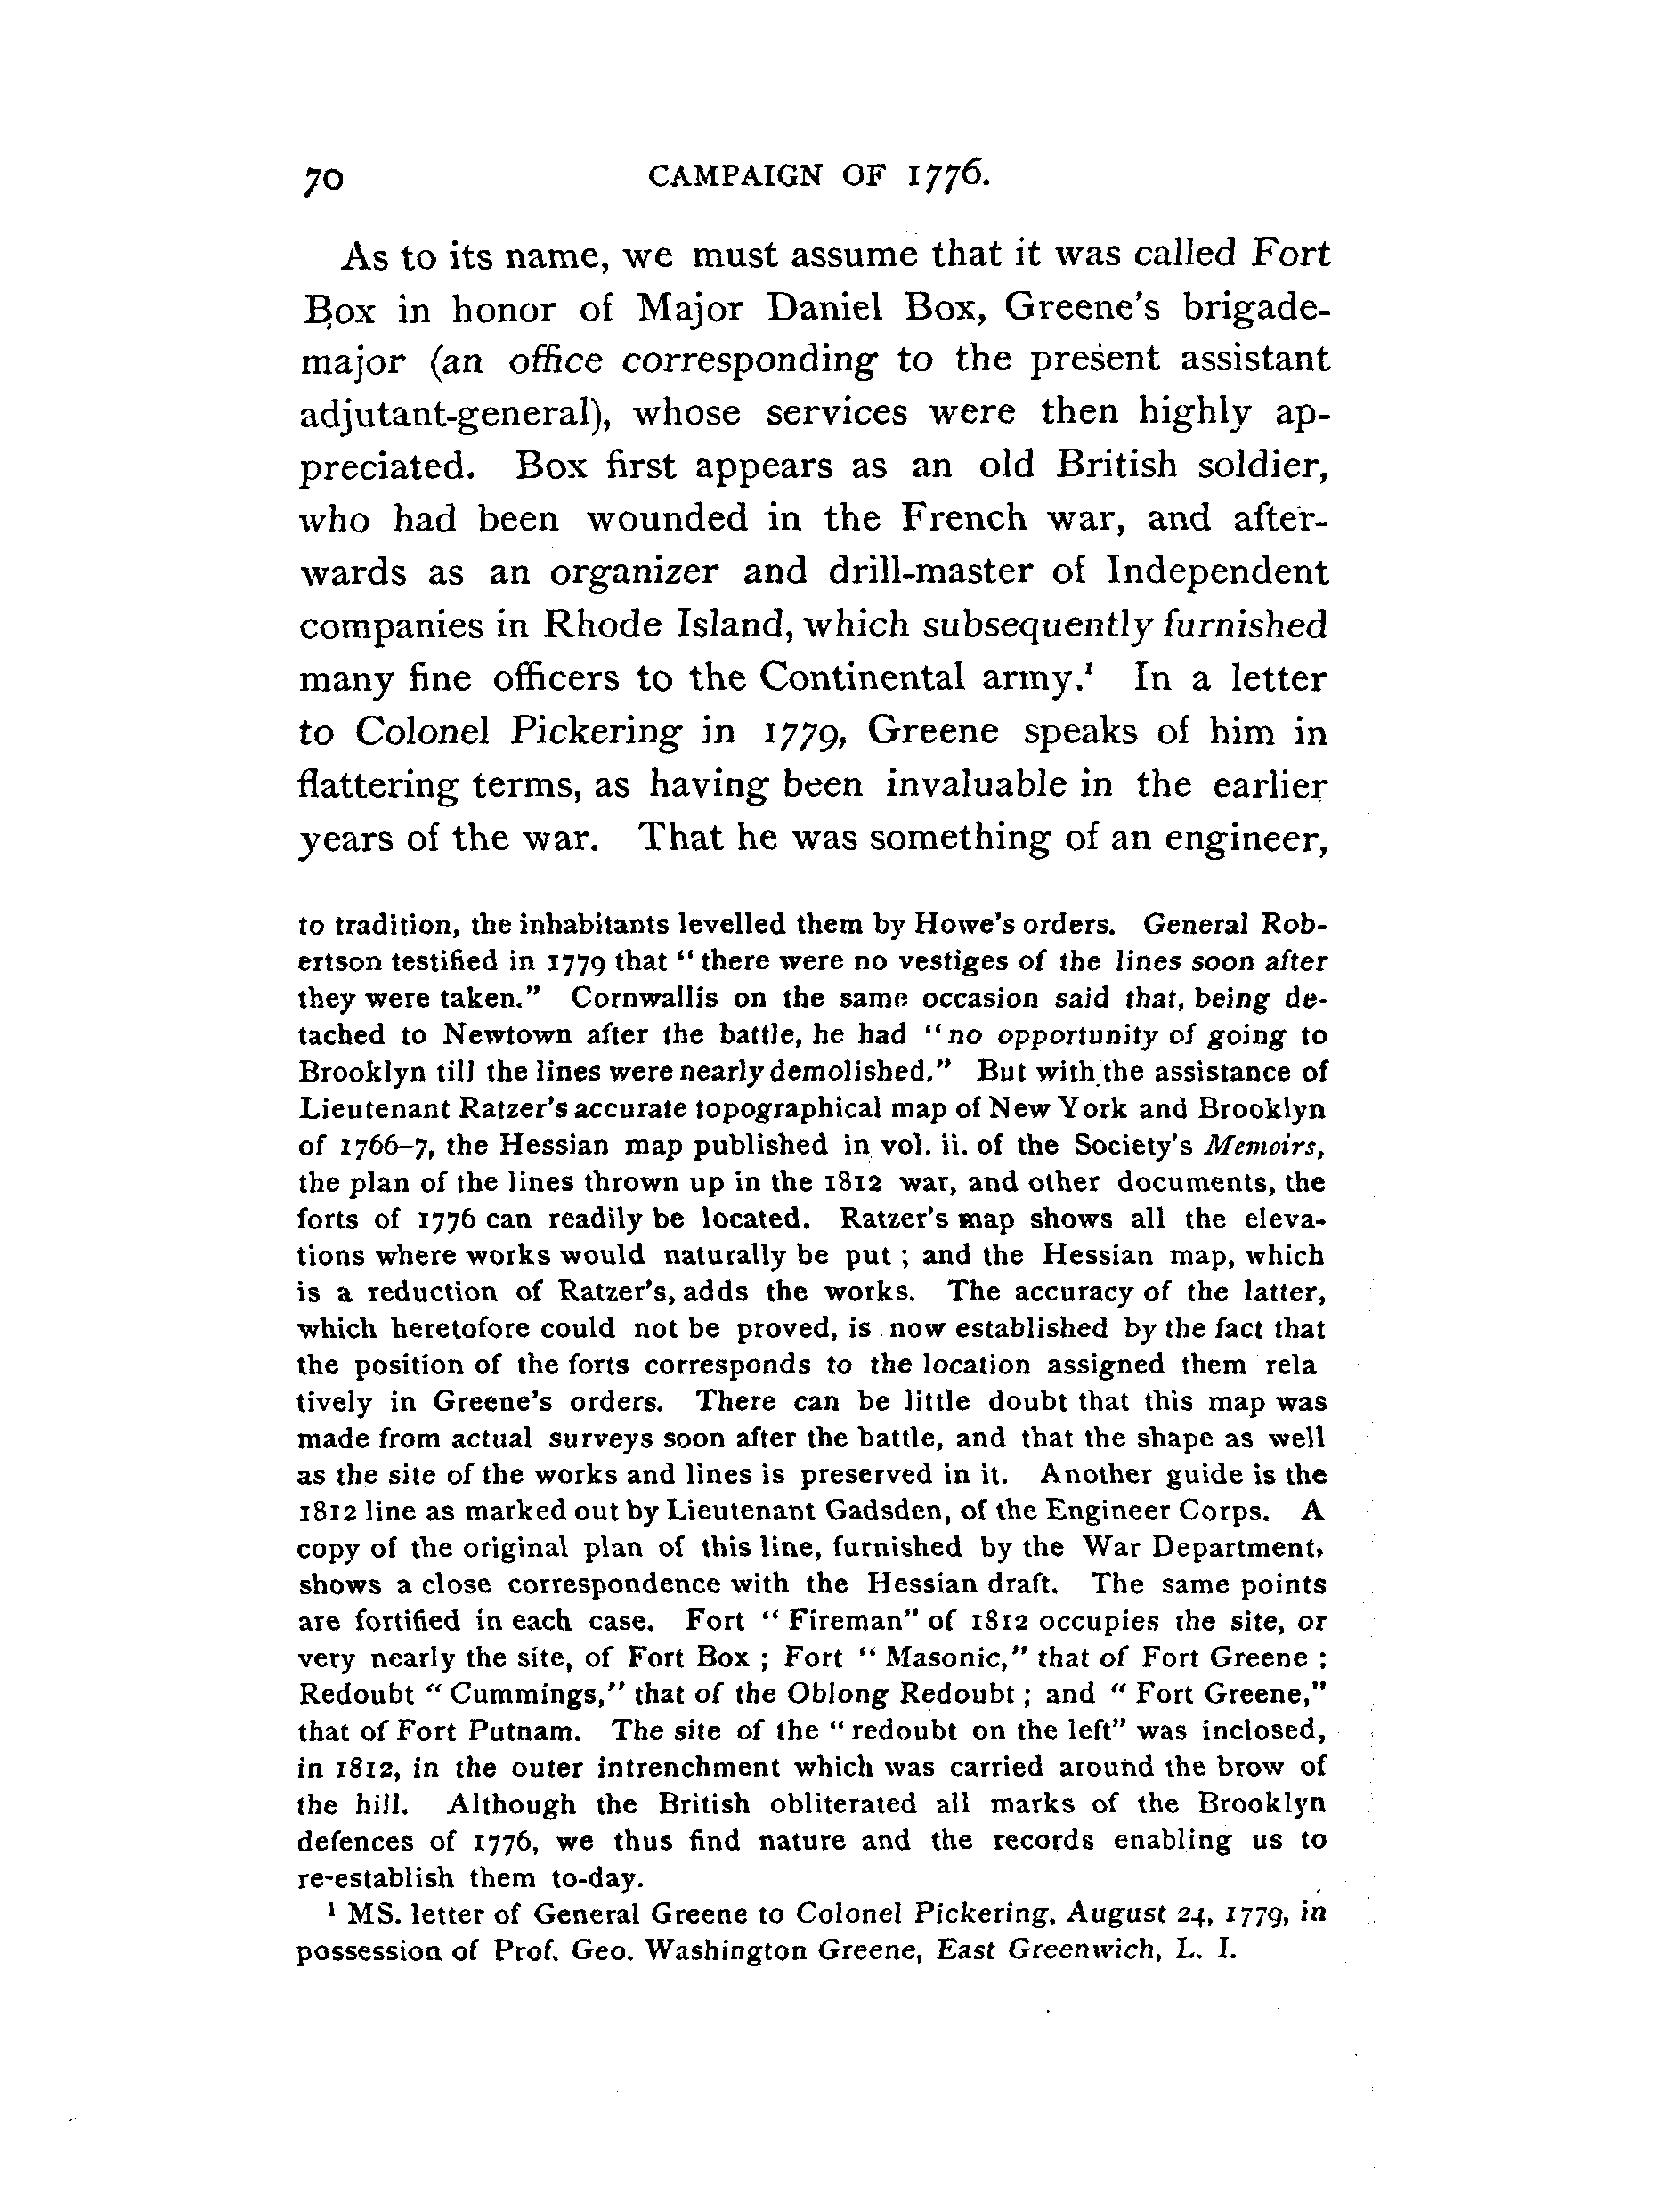 70 CAMPAIGN OF 1776.
As to its name, we must assume that it was called Fort
Box in honor of Major Daniel Box, Greene's brigade-
major (an office corresponding to the present assistant
adjutant-general), whose services were then highly ap-
preciated. Box first appears as an old British soldier,
who had been wounded in the French war, and after-
wards as an organizer and drill-master of Independent
companies in Rhode Island, which subsequently furnished
many fine officers to the Continental army.¹ In a letter
to Colonel Pickering in 1779, Greene speaks of him in
flattering terms, as having been invaluable in the earlier
years of the war. That he was something of an engineer,
to tradition, the inhabitants levelled them by Howe's orders. General Rob-
ertson testified in 1779 that "there were no vestiges of the lines soon after
they were taken." Cornwallis on the same occasion said that, being de-
tached to Newtown after the battle, he had "no opportunity of going to
Brooklyn till the lines were nearly demolished." But with the assistance of
Lieutenant Ratzer's accurate topographical map of New York and Brooklyn
of 1766-7, the Hessian map published in vol. ii. of the Society's Memoirs,
the plan of the lines thrown up in the 1812 war, and other documents, the
forts of 1776 can readily be located. Ratzer's map shows all the eleva-
tions where works would naturally be put ; and the Hessian map, which
is a reduction of Ratzer's, adds the works. The accuracy of the latter,
which heretofore could not be proved, is now established by the fact that
the position of the forts corresponds to the location assigned them rela
tively in Greene's orders. There can be little doubt that this map was
made from actual surveys soon after the battle, and that the shape as well
as the site of the works and lines is preserved in it. Another guide is the
1812 line as marked out by Lieutenant Gadsden, of the Engineer Corps. A
copy of the original plan of this line, furnished by the War Department,
shows a close correspondence with the Hessian draft. The same points
are fortified in each case. Fort "Fireman" of 1812 occupies the site, or
very nearly the site, of Fort Box ; Fort "Masonic," that of Fort Greene ;
Redoubt "Cummings," that of the Oblong Redoubt ; and "Fort Greene,"
that of Fort Putnam. The site of the "redoubt on the left" was inclosed,
in 1812, in the outer intrenchment which was carried around the brow of
the hill. Although the British obliterated all marks of the Brooklyn
defences of 1776, we thus find nature and the records enabling us to
re-establish them to-day.
¹ MS. letter of General Greene to Colonel Pickering, August 24, 1779, in
possession of Prof. Geo. Washington Greene, East Greenwich, L. I.